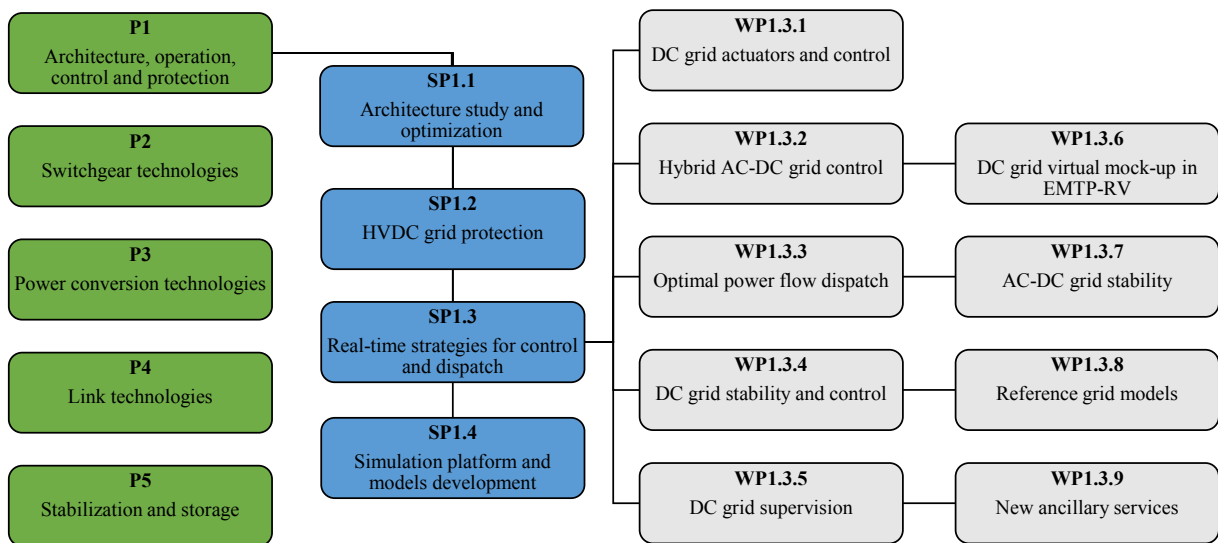 P1
Architecture, operation,
control and protection
P2
Switchgear technologies
P3
Power conversion technologies
P4
Link technologies
P5
Stabilization and storage
SP1.1
Architecture study and
optimization
SP1.2
HVDC grid protection
SP1.3
Real-time strategies for control
and dispatch
SP1.4
Simulation platform and
models development
WP1.3.1
DC grid actuators and control
WP1.3.2
Hybrid AC-DC grid control
WP1.3.3
Optimal power flow dispatch
WP1.3.4
DC grid stability and control
WP1.3.5
DC grid supervision
WP1.3.6
DC grid virtual mock-up in
EMTP-RV
WP1.3.7
AC-DC grid stability
WP1.3.8
Reference grid models
WP1.3.9
New ancillary services